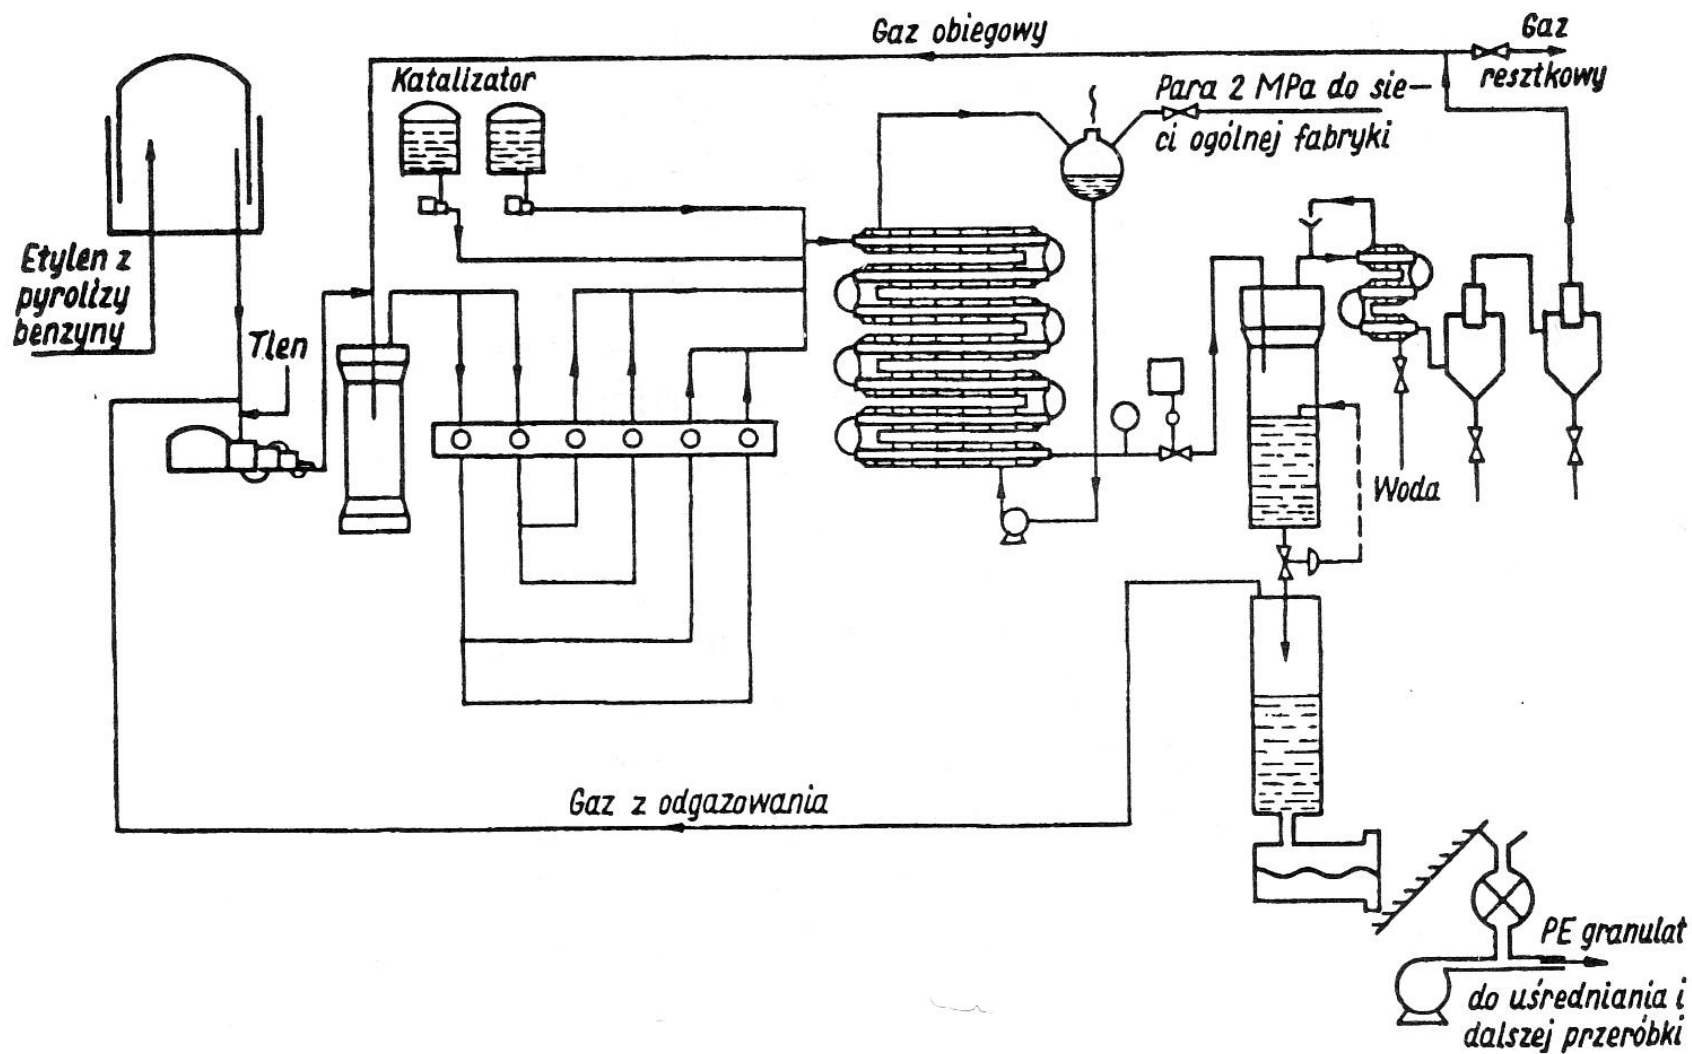 Gaz obiegowy
Gaz
resztkowy
Katalizator
Para 2 MPa do sie—
ci ogólnej fabryki
Etylen z
pyrolizy
benzyny
Tlen
Woda
Gaz z odgazowania
PE granulat
do uśredniania i
dalszej przeróbki